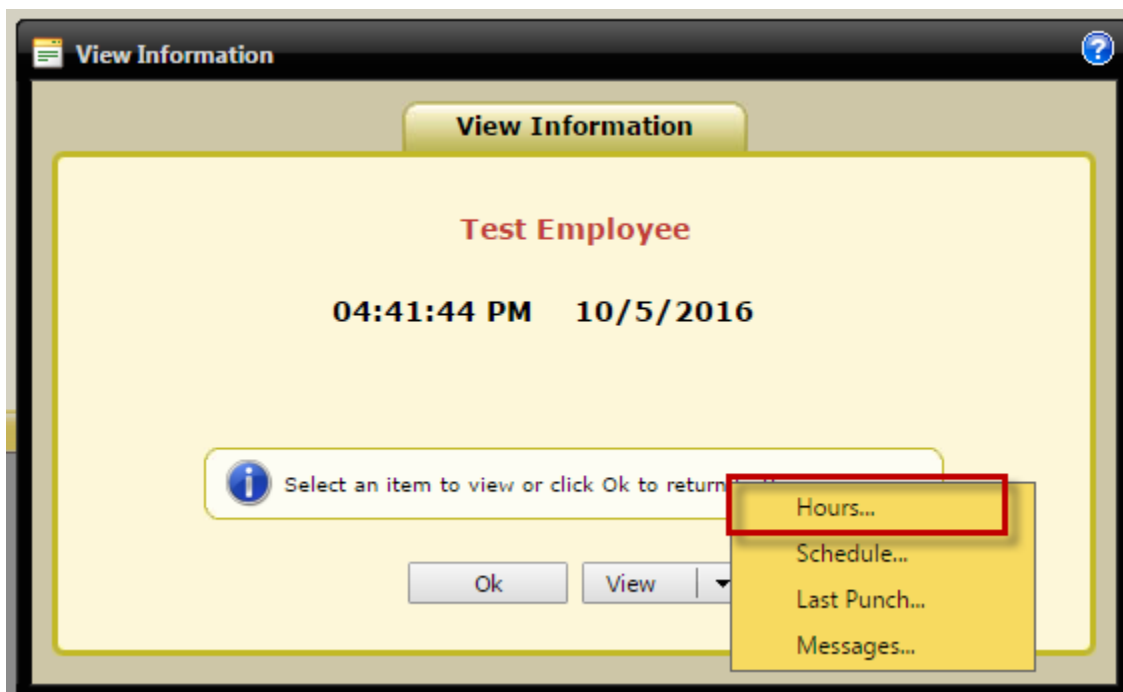 View Information
View Information
Test Employee
04:41:44 PM 10/5/2016
Select an item to view or click Ok to return
Hours...
Schedule...
Ok View
Last Punch...
Messages...